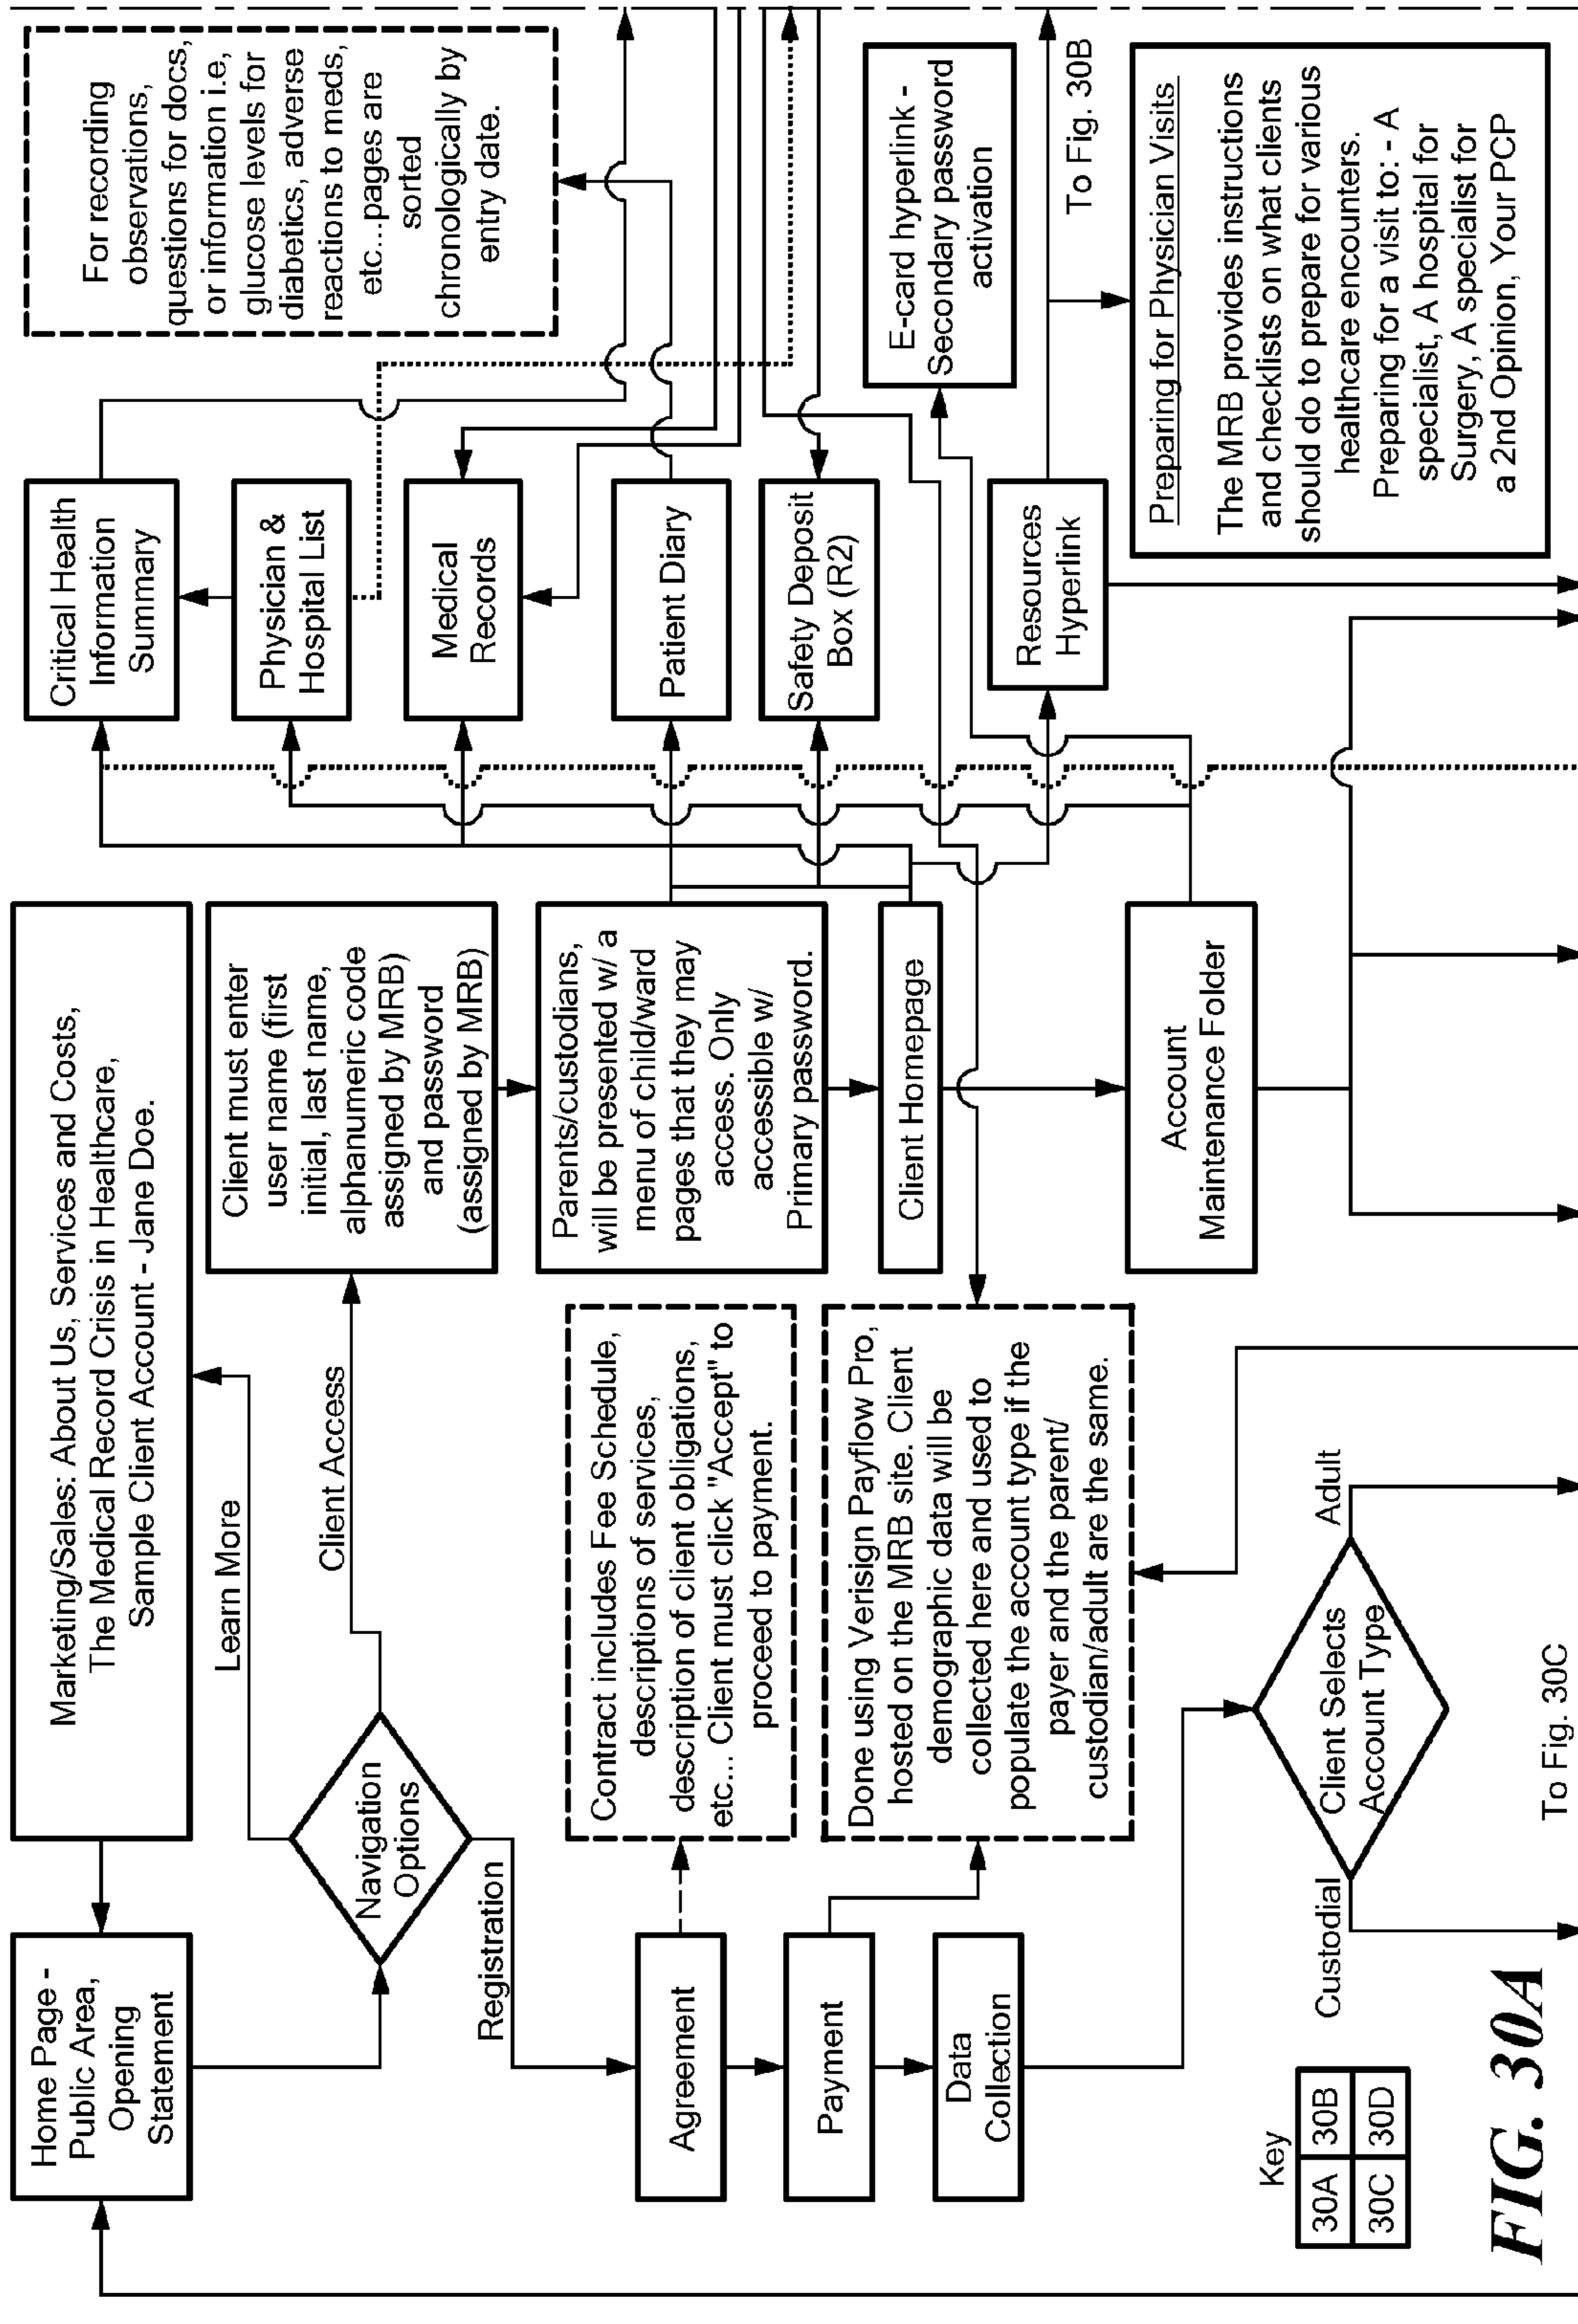 Home Page -
Public Area,
Opening
Statement
Marketing/Sales: About Us, Services and Costs,
The Medical Record Crisis in Healthcare,
Sample Client Account - Jane Doe.
Learn More
Navigation
Options
Client Access
Registration
Client must enter
user name (first
initial, last name,
alphanumeric code
assigned by MRB)
and password
(assigned by MRB)
Parents/custodians,
will be presented w/ a
menu of child/ward
pages that they may
access. Only
accessible w/
Primary password.
Client Homepage
Account
Maintenance Folder
Agreement
Contract includes Fee Schedule,
descriptions of services,
description of client obligations,
etc... Client must click "Accept" to
proceed to payment.
Payment
Done using Verisign Payflow Pro,
hosted on the MRB site. Client
demographic data will be
collected here and used to
populate the account type if the
payer and the parent/
custodian/adult are the same.
Data
Collection
Client Selects
Account Type
Custodial
Adult
Critical Health
Information
Summary
Physician &
Hospital List
Medical
Records
Patient Diary
Safety Deposit
Box (R2)
Resources
Hyperlink
For recording
observations,
questions for docs,
or information i.e,
glucose levels for
diabetics, adverse
reactions to meds,
etc...pages are
sorted
chronologically by
entry date.
E-card hyperlink -
Secondary password
activation
To Fig. 30B
Preparing for Physician Visits
The MRB provides instructions
and checklists on what clients
should do to prepare for various
healthcare encounters.
Preparing for a visit to: - A
specialist, A hospital for
Surgery, A specialist for
a 2nd Opinion, Your PCP
Key
30A 30B
30C 30D
To Fig. 30C
FIG. 30A